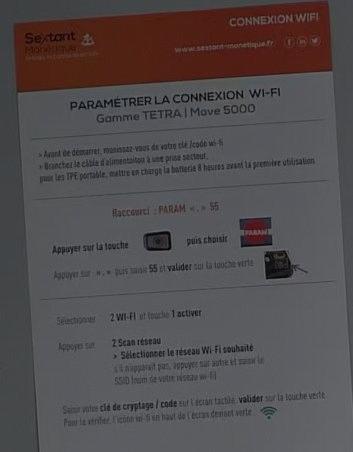 CONNEXION WIFI
Sextant
Monétique
www.sextant-monetique.fr
PARAMÉTRER LA CONNEXION WI-FI
Gamme TETRA | Move 5000
> Avant de démarrer, munissez-vous de votre clé /code wi-fi
> Branchez le câble d'alimentation à une prise secteur.
pour les TPE portable, mettre en charge la batterie 8 heures avant la première utilisation
Raccourci : PARAM « . » 55
Appuyer sur la touche puis choisir PARAM
Appuyer sur « . » puis saisir 55 et valider sur la touche verte
Sélectionner 2 WI-FI et touche 1 activer
Appuyer sur 2 Scan réseau
> Sélectionner le réseau Wi-Fi souhaité
s'il n'apparaît pas, appuyer sur autre et saisir le
SSID (nom de votre réseau wi-fi)
Saisir votre clé de cryptage / code sur l'écran tactile, valider sur la touche verte
Pour le vérifier, l'icône wi-fi en haut de l'écran devient verte